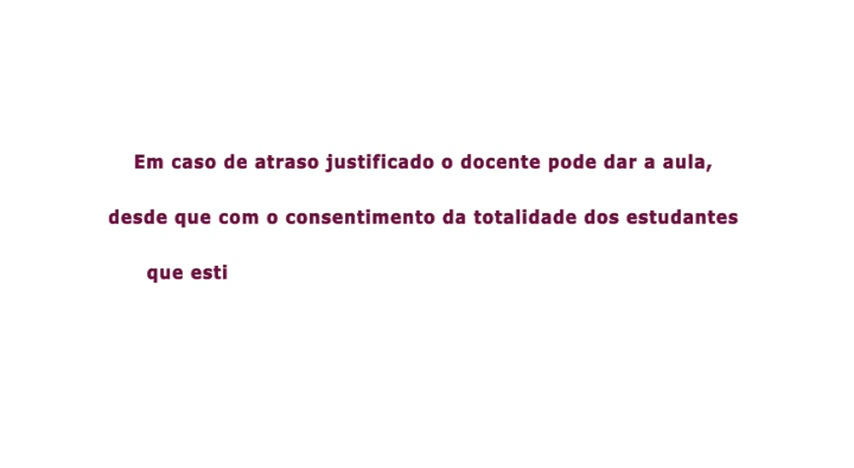 Em caso de atraso justificado o docente pode dar a aula,
desde que com o consentimento da totalidade dos estudantes
que esti